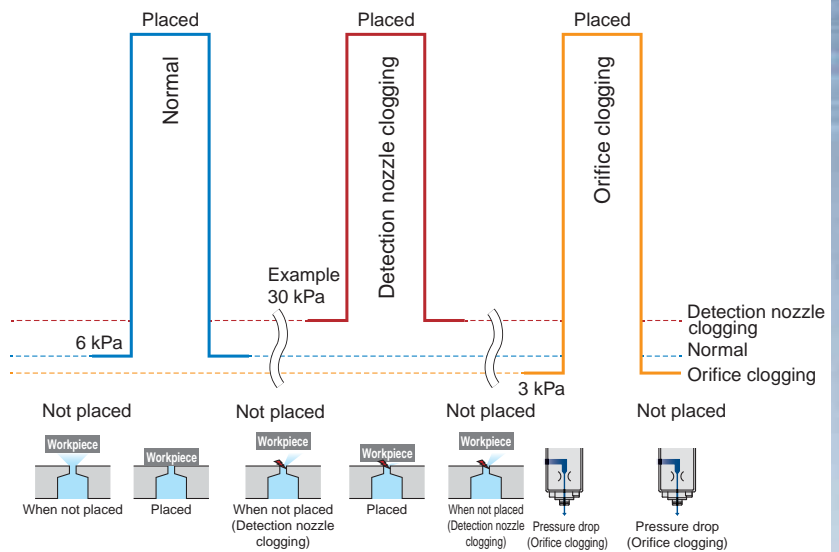 Placed
Placed
Placed
Normal
Detection nozzle clogging
Orifice clogging
Example
30 kPa
6 kPa
3 kPa
Detection nozzle
clogging
Normal
Orifice clogging
Not placed
Not placed
Not placed
Not placed
Workpiece
Workpiece
Workpiece
Workpiece
Workpiece
When not placed
Placed
When not placed
(Detection nozzle
clogging)
Placed
When not placed
(Detection nozzle
clogging)
Pressure drop
(Orifice clogging)
Pressure drop
(Orifice clogging)